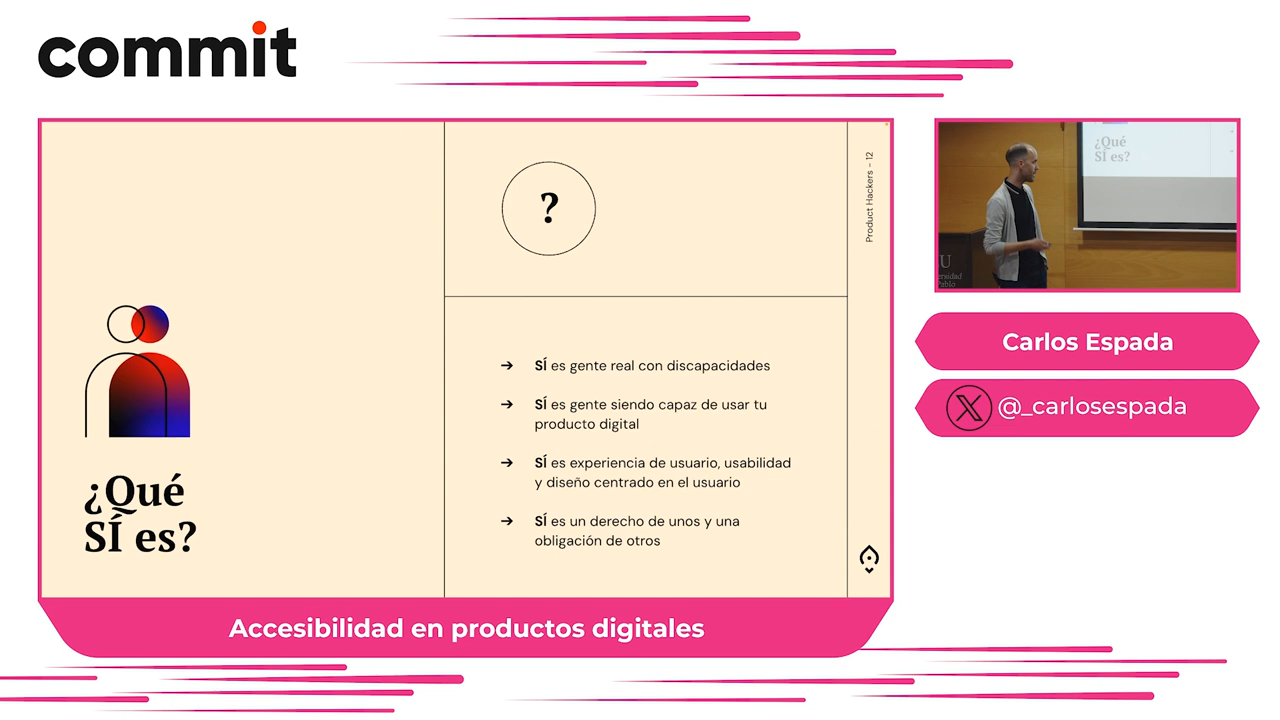 commit
?
Product Hackers - 12
¿Qué
SÍ es?
➔ SÍ es gente real con discapacidades
➔ SÍ es gente siendo capaz de usar tu
producto digital
➔ SÍ es experiencia de usuario, usabilidad
y diseño centrado en el usuario
➔ SÍ es un derecho de unos y una
obligación de otros
Accesibilidad en productos digitales
¿Qué
SÍ es?
U
Carlos Espada
@_carlosespada